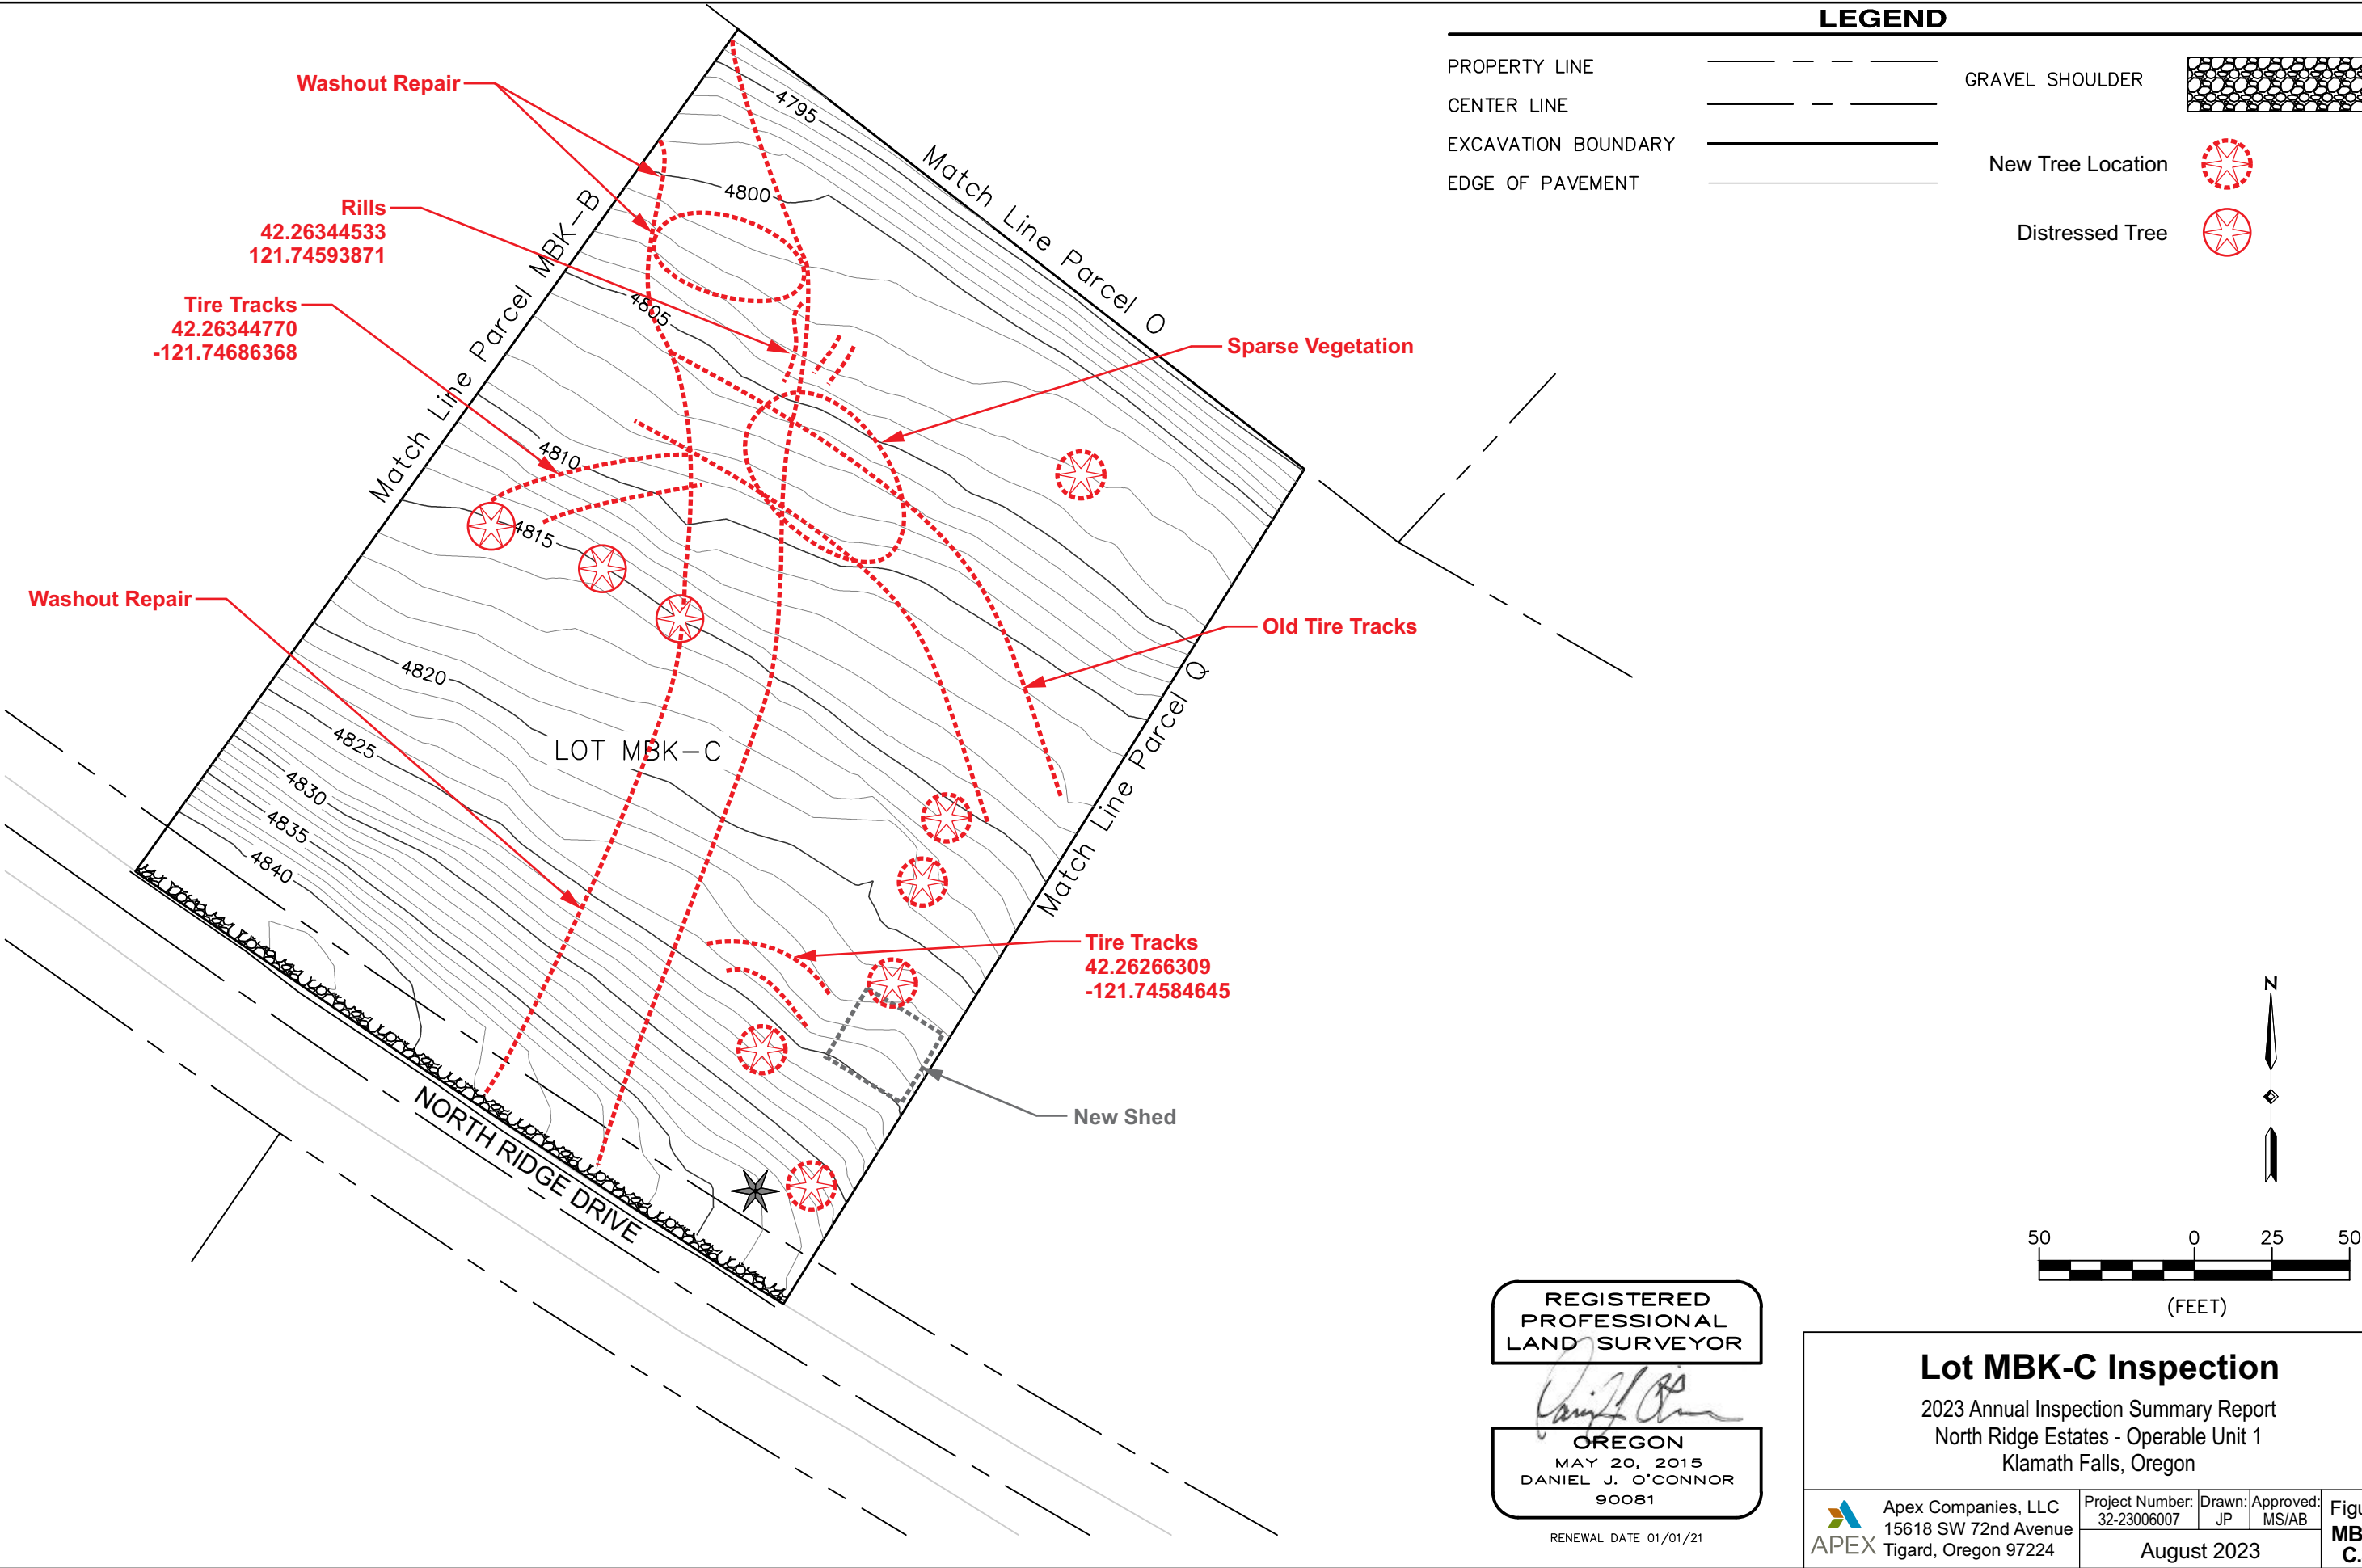 LEGEND
PROPERTY LINE
CENTER LINE
EXCAVATION BOUNDARY
EDGE OF PAVEMENT
GRAVEL SHOULDER
New Tree Location
Distressed Tree
Washout Repair
Rills
42.26344533
121.74593871
Tire Tracks
42.26344770
-121.74686368
Washout Repair
Sparse Vegetation
Old Tire Tracks
Tire Tracks
42.26266309
-121.74584645
New Shed
Match Line Parcel MBK-B
Match Line Parcel O
Match Line Parcel Q
4795
4800
4805
4810
4815
4820
4825
4830
4835
4840
LOT MBK-C
NORTH RIDGE DRIVE
N
50 0 25 50
(FEET)
REGISTERED
PROFESSIONAL
LAND SURVEYOR
OREGON
MAY 20, 2015
DANIEL J. O'CONNOR
90081
RENEWAL DATE 01/01/21
Lot MBK-C Inspection
2023 Annual Inspection Summary Report
North Ridge Estates - Operable Unit 1
Klamath Falls, Oregon
APEX
Apex Companies, LLC
15618 SW 72nd Avenue
Tigard, Oregon 97224
Project Number:
32-23006007
Drawn:
JP
Approved:
MS/AB
August 2023
Figu
MB
C.